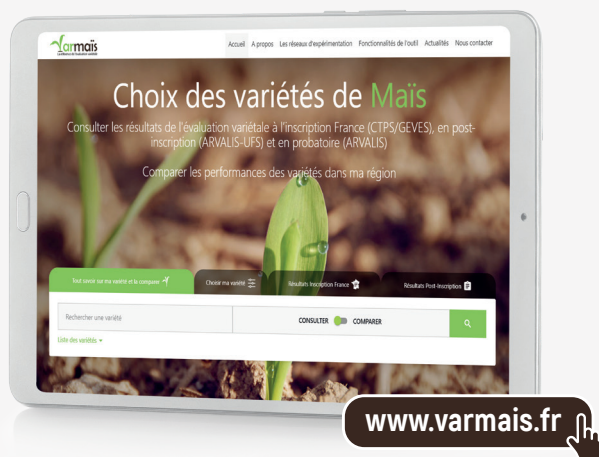 Varmaïs
Accueil A propos Les réseaux d'expérimentation Fonctionnalités de l'outil Actualités Nous contacter
Choix des variétés de Maïs
Consulter les résultats de l'évaluation variétale à l'inscription France (CTPS/GEVES), en post-
inscription (ARVALIS-UFS) et en probatoire (ARVALIS)
Comparer les performances des variétés dans ma région
Tout savoir sur ma variété et la comparer Choisir ma variété Résultats Inscription France Résultats Post-Inscription
Rechercher une variété CONSULTER COMPARER
Liste des variétés
www.varmais.fr